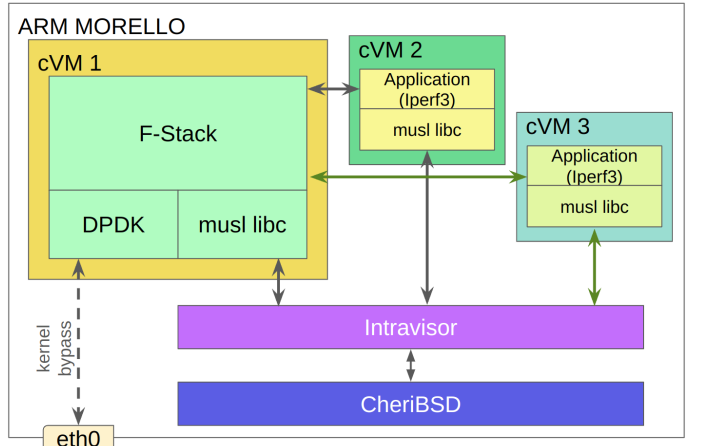 ARM MORELLO
cVM 1
F-Stack
DPDK
musl libc
cVM 2
Application
(Iperf3)
musl libc
cVM 3
Application
(Iperf3)
musl libc
kernel
bypass
Intravisor
CheriBSD
eth0